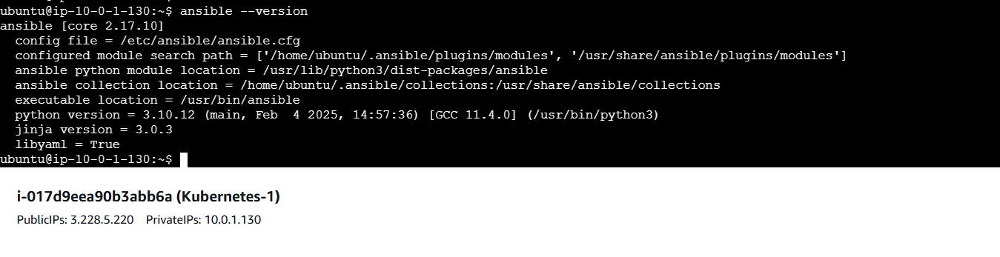 ubuntu@ip-10-0-1-130:~$ ansible --version
ansible [core 2.17.10]
  config file = /etc/ansible/ansible.cfg
  configured module search path = ['/home/ubuntu/.ansible/plugins/modules', '/usr/share/ansible/plugins/modules']
  ansible python module location = /usr/lib/python3/dist-packages/ansible
  ansible collection location = /home/ubuntu/.ansible/collections:/usr/share/ansible/collections
  executable location = /usr/bin/ansible
  python version = 3.10.12 (main, Feb  4 2025, 14:57:36) [GCC 11.4.0] (/usr/bin/python3)
  jinja version = 3.0.3
  libyaml = True
ubuntu@ip-10-0-1-130:~$
i-017d9eea90b3abb6a (Kubernetes-1)
PublicIPs: 3.228.5.220    PrivateIPs: 10.0.1.130